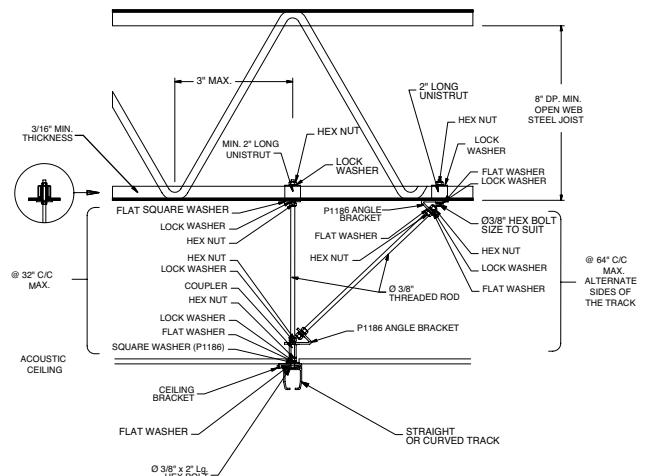 3" MAX.
2" LONG
UNISTRUT
HEX NUT
8" DP. MIN.
OPEN WEB
STEEL JOIST
3/16" MIN.
THICKNESS
HEX NUT
MIN. 2" LONG
UNISTRUT
LOCK
WASHER
LOCK
WASHER
FLAT WASHER
LOCK WASHER
FLAT SQUARE WASHER
LOCK WASHER
HEX NUT
P1186 ANGLE
BRACKET
FLAT WASHER
HEX NUT
Ø3/8" HEX BOLT
SIZE TO SUIT
HEX NUT
LOCK WASHER
FLAT WASHER
@ 32" C/C
MAX.
@ 64" C/C
MAX.
ALTERNATE
SIDES OF
THE TRACK
HEX NUT
LOCK WASHER
COUPLER
HEX NUT
LOCK WASHER
FLAT WASHER
SQUARE WASHER (P1186)
Ø 3/8"
THREADED ROD
P1186 ANGLE BRACKET
ACOUSTIC
CEILING
CEILING
BRACKET
FLAT WASHER
STRAIGHT
OR CURVED TRACK
Ø 3/8" x 2" Lg.
HEX BOLT